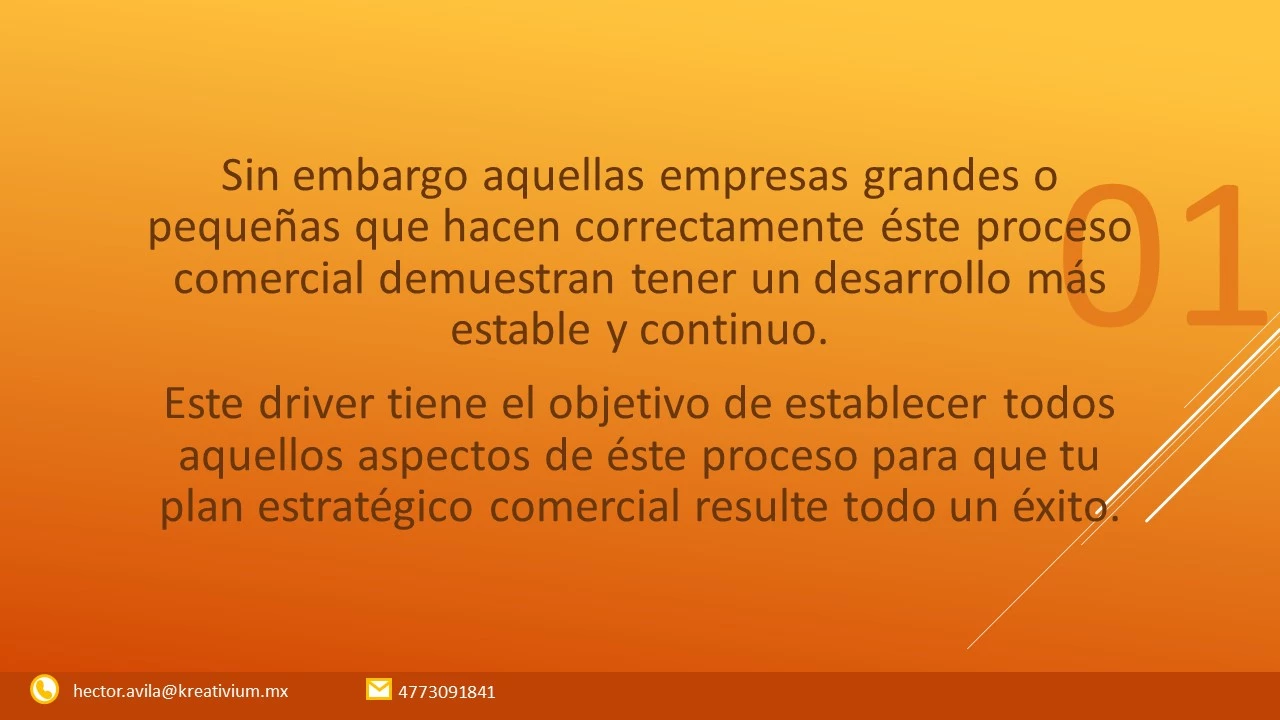 Sin embargo aquellas empresas grandes o
pequeñas que hacen correctamente éste proceso
comercial demuestran tener un desarrollo más
estable y continuo.
Este driver tiene el objetivo de establecer todos
aquellos aspectos de éste proceso para que tu
plan estratégico comercial resulte todo un éxito.
01
hector.avila@kreativium.mx
4773091841